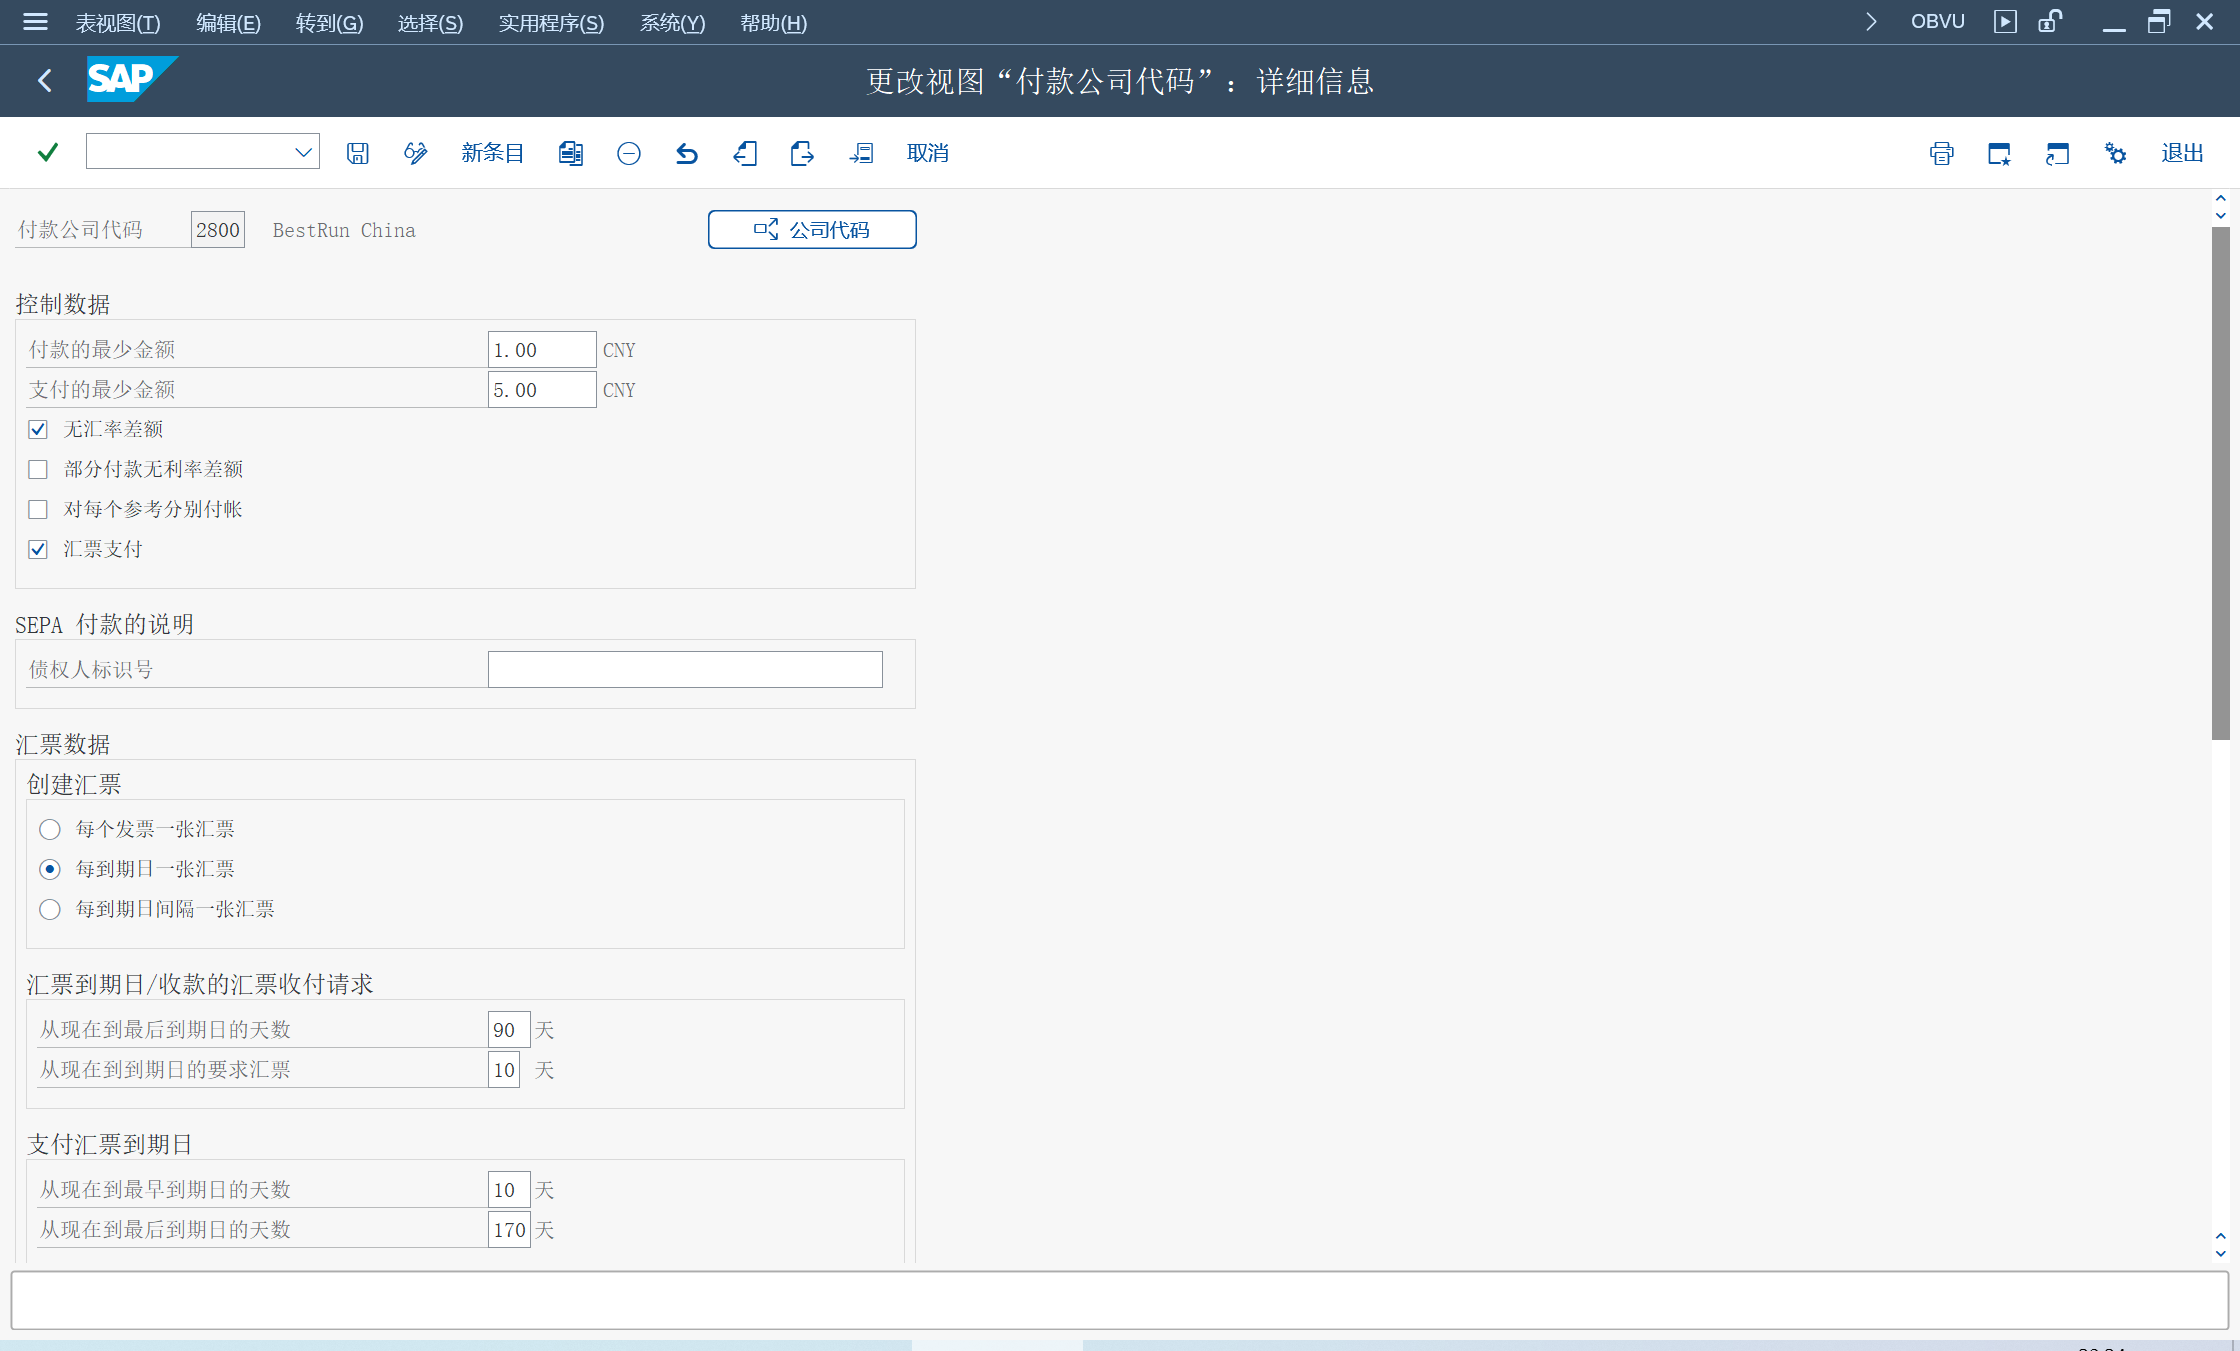 表视图(T) 编辑(E) 转到(G) 选择(S) 实用程序(S) 系统(Y) 帮助(H) OBVU
SAP 更改视图“付款公司代码”：详细信息
新条目 取消 退出
付款公司代码 2800 BestRun China 公司代码
控制数据
付款的最少金额 1.00 CNY
支付的最少金额 5.00 CNY
无汇率差额
部分付款无利率差额
对每个参考分别付帐
汇票支付
SEPA 付款的说明
债权人标识号
汇票数据
创建汇票
每个发票一张汇票
每到期日一张汇票
每到期日间隔一张汇票
汇票到期日/收款的汇票收付请求
从现在到最后到期日的天数 90 天
从现在到到期日的要求汇票 10 天
支付汇票到期日
从现在到最早到期日的天数 10 天
从现在到最后到期日的天数 170 天